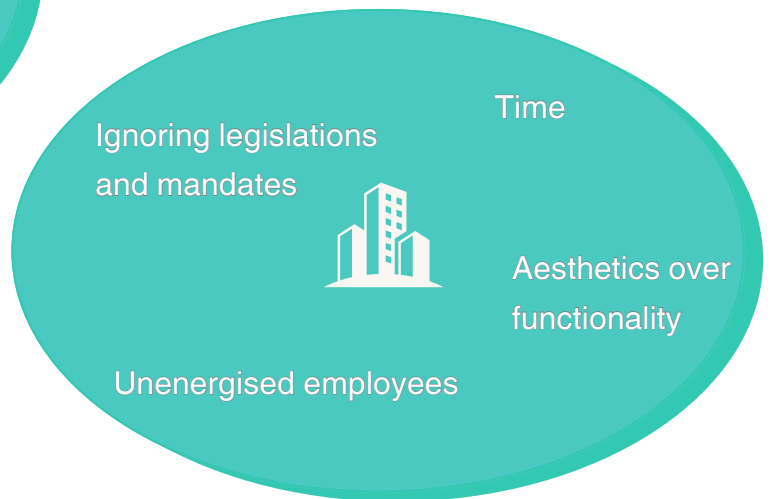 Time
Ignoring legislations
and mandates
Aesthetics over
functionality
Unenergised employees